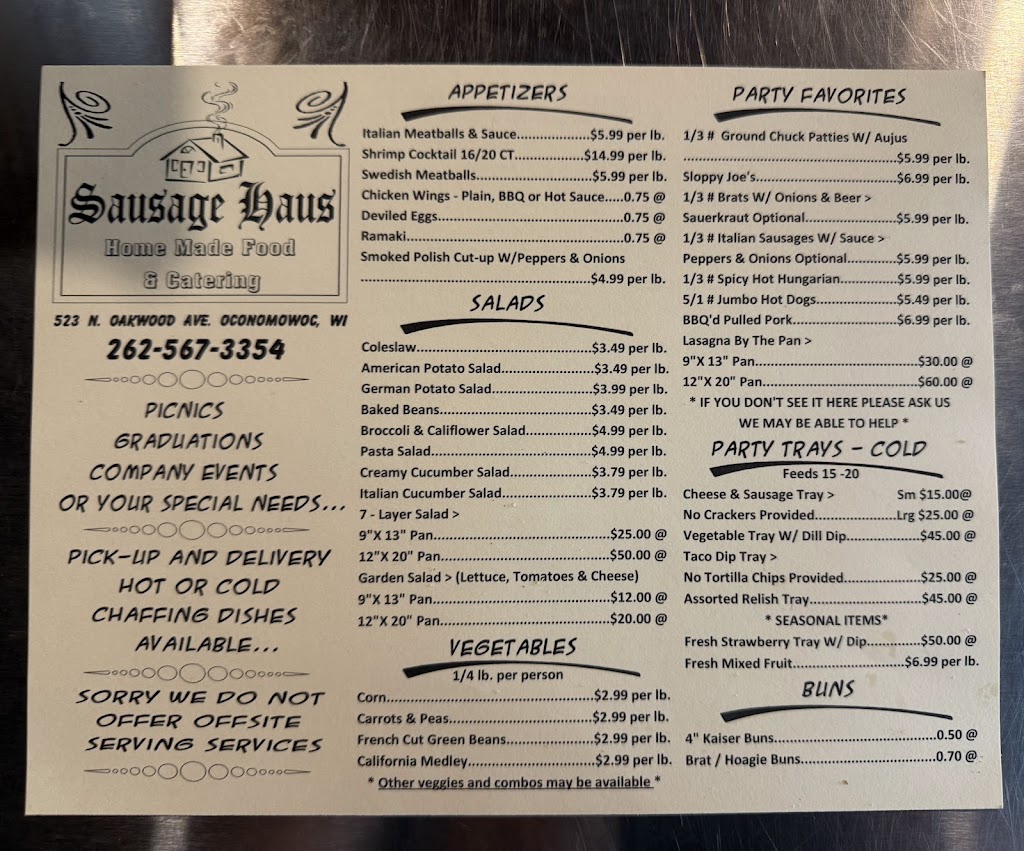 Sausage Haus
Home Made Food
& Catering
523 N. OAKWOOD AVE. OCONOMOWOC, WI
262-567-3354
PICNICS
GRADUATIONS
COMPANY EVENTS
OR YOUR SPECIAL NEEDS...
PICK-UP AND DELIVERY
HOT OR COLD
CHAFFING DISHES
AVAILABLE...
SORRY WE DO NOT
OFFER OFFSITE
SERVING SERVICES
APPETIZERS
Italian Meatballs & Sauce....................$5.99 per lb.
Shrimp Cocktail 16/20 CT...................$14.99 per lb.
Swedish Meatballs..............................$5.99 per lb.
Chicken Wings - Plain, BBQ or Hot Sauce.....0.75 @
Deviled Eggs..................................................0.75 @
Ramaki..........................................................0.75 @
Smoked Polish Cut-up W/Peppers & Onions
.............................................................$4.99 per lb.
SALADS
Coleslaw...............................................$3.49 per lb.
American Potato Salad.........................$3.49 per lb.
German Potato Salad...........................$3.99 per lb.
Baked Beans.........................................$3.49 per lb.
Broccoli & Califlower Salad..................$4.99 per lb.
Pasta Salad...........................................$4.99 per lb.
Creamy Cucumber Salad......................$3.79 per lb.
Italian Cucumber Salad........................$3.79 per lb.
7 - Layer Salad >
9"X 13" Pan...............................................$25.00 @
12"X 20" Pan.............................................$50.00 @
Garden Salad > (Lettuce, Tomatoes & Cheese)
9"X 13" Pan...............................................$12.00 @
12"X 20" Pan.............................................$20.00 @
VEGETABLES
1/4 lb. per person
Corn.......................................................$2.99 per lb.
Carrots & Peas......................................$2.99 per lb.
French Cut Green Beans.......................$2.99 per lb.
California Medley..................................$2.99 per lb.
* Other veggies and combos may be available *
PARTY FAVORITES
1/3 # Ground Chuck Patties W/ Aujus
..........................................................$5.99 per lb.
Sloppy Joe's......................................$6.99 per lb.
1/3 # Brats W/ Onions & Beer >
Sauerkraut Optional.........................$5.99 per lb.
1/3 # Italian Sausages W/ Sauce >
Peppers & Onions Optional..............$5.99 per lb.
1/3 # Spicy Hot Hungarian................$5.99 per lb.
5/1 # Jumbo Hot Dogs......................$5.49 per lb.
BBQ'd Pulled Pork............................$6.99 per lb.
Lasagna By The Pan >
9"X 13" Pan............................................$30.00 @
12"X 20" Pan..........................................$60.00 @
* IF YOU DON'T SEE IT HERE PLEASE ASK US
WE MAY BE ABLE TO HELP *
PARTY TRAYS - COLD
Feeds 15 -20
Cheese & Sausage Tray > Sm $15.00@
No Crackers Provided......................Lrg $25.00 @
Vegetable Tray W/ Dill Dip....................$45.00 @
Taco Dip Tray >
No Tortilla Chips Provided.....................$25.00 @
Assorted Relish Tray..............................$45.00 @
* SEASONAL ITEMS*
Fresh Strawberry Tray W/ Dip..............$50.00 @
Fresh Mixed Fruit..............................$6.99 per lb.
BUNS
4" Kaiser Buns............................................0.50 @
Brat / Hoagie Buns.....................................0.70 @